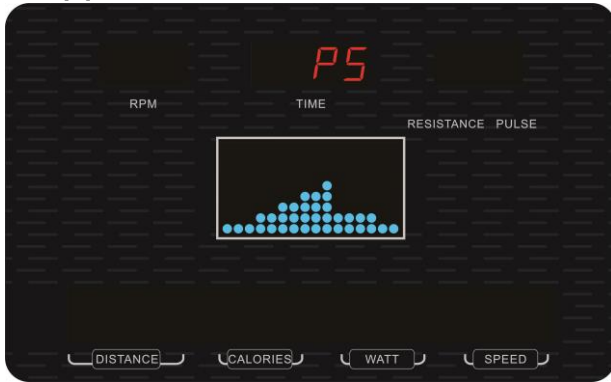 P5
RPM TIME
RESISTANCE PULSE
DISTANCE CALORIES WATT SPEED